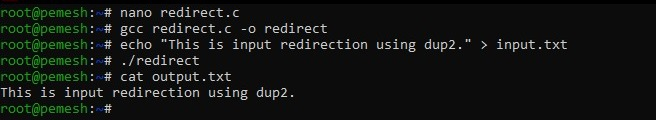 root@pemesh:~# nano redirect.c
root@pemesh:~# gcc redirect.c -o redirect
root@pemesh:~# echo "This is input redirection using dup2." > input.txt
root@pemesh:~# ./redirect
root@pemesh:~# cat output.txt
This is input redirection using dup2.
root@pemesh:~#